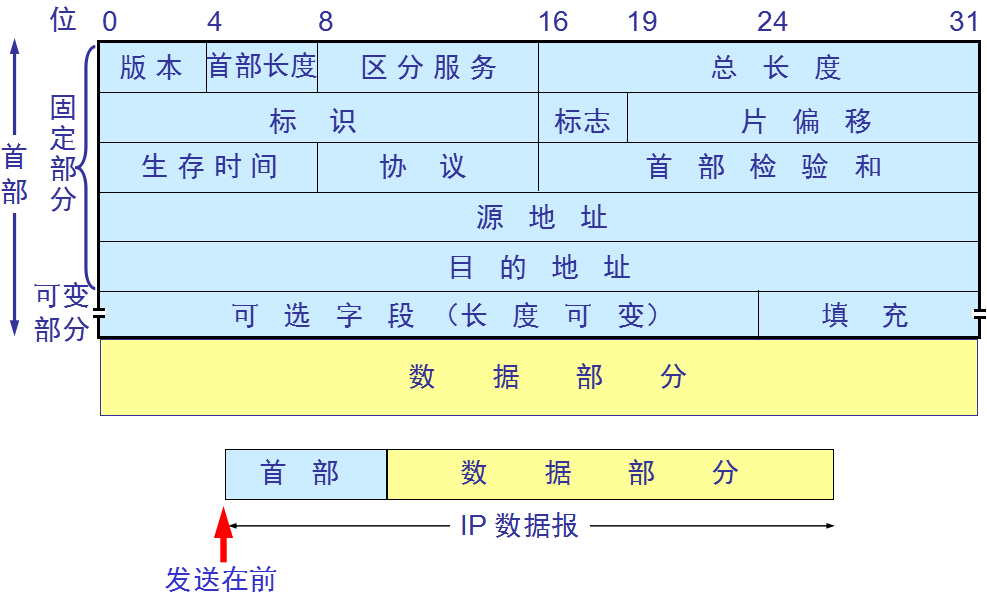 位 0 4 8 16 19 24 31
版本 首部长度 区分服务 总长度
标识 标志 片偏移
生存时间 协议 首部检验和
源地址
目的地址
可选字段（长度可变） 填充
数据部分
首部
固定部分
可变
部分
首部 数据部分
IP 数据报
发送在前